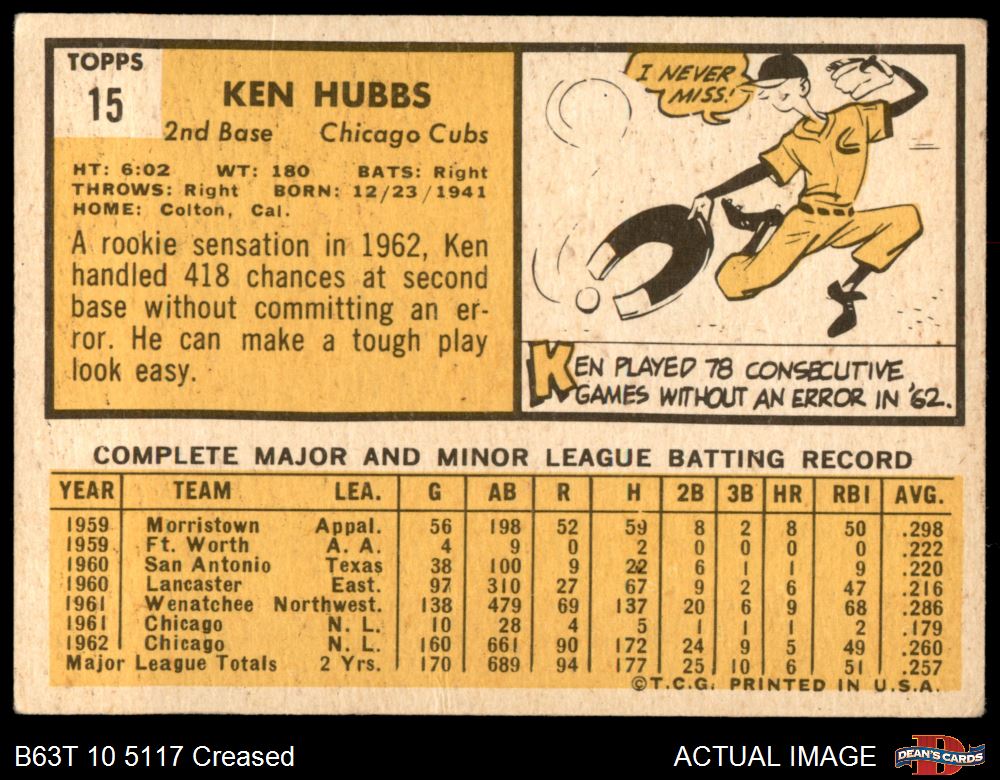 TOPPS
15
KEN HUBBS
2nd Base Chicago Cubs
HT: 6:02 WT: 180 BATS: Right
THROWS: Right BORN: 12/23/1941
HOME: Colton, Cal.
A rookie sensation in 1962, Ken
handled 418 chances at second
base without committing an er-
ror. He can make a tough play
look easy.
I NEVER
MISS!
C
KEN PLAYED 78 CONSECUTIVE
GAMES WITHOUT AN ERROR IN '62.
COMPLETE MAJOR AND MINOR LEAGUE BATTING RECORD
YEAR TEAM LEA. G AB R H 2B 3B HR RBI AVG.
1959 Morristown Appal. 56 198 52 59 8 2 8 50 .298
1959 Ft. Worth A. A. 4 9 0 2 0 0 0 0 .222
1960 San Antonio Texas 38 100 9 22 6 1 1 9 .220
1960 Lancaster East. 97 310 27 67 9 2 6 47 .216
1961 Wenatchee Northwest. 138 479 69 137 20 6 9 68 .286
1961 Chicago N. L. 10 28 4 5 1 1 1 2 .179
1962 Chicago N. L. 160 661 90 172 24 9 5 49 .260
Major League Totals 2 Yrs. 170 689 94 177 25 10 6 51 .257
©T.C.G. PRINTED IN U.S.A.
B63T 10 5117 Creased
ACTUAL IMAGE
D
DEAN'S CARDS